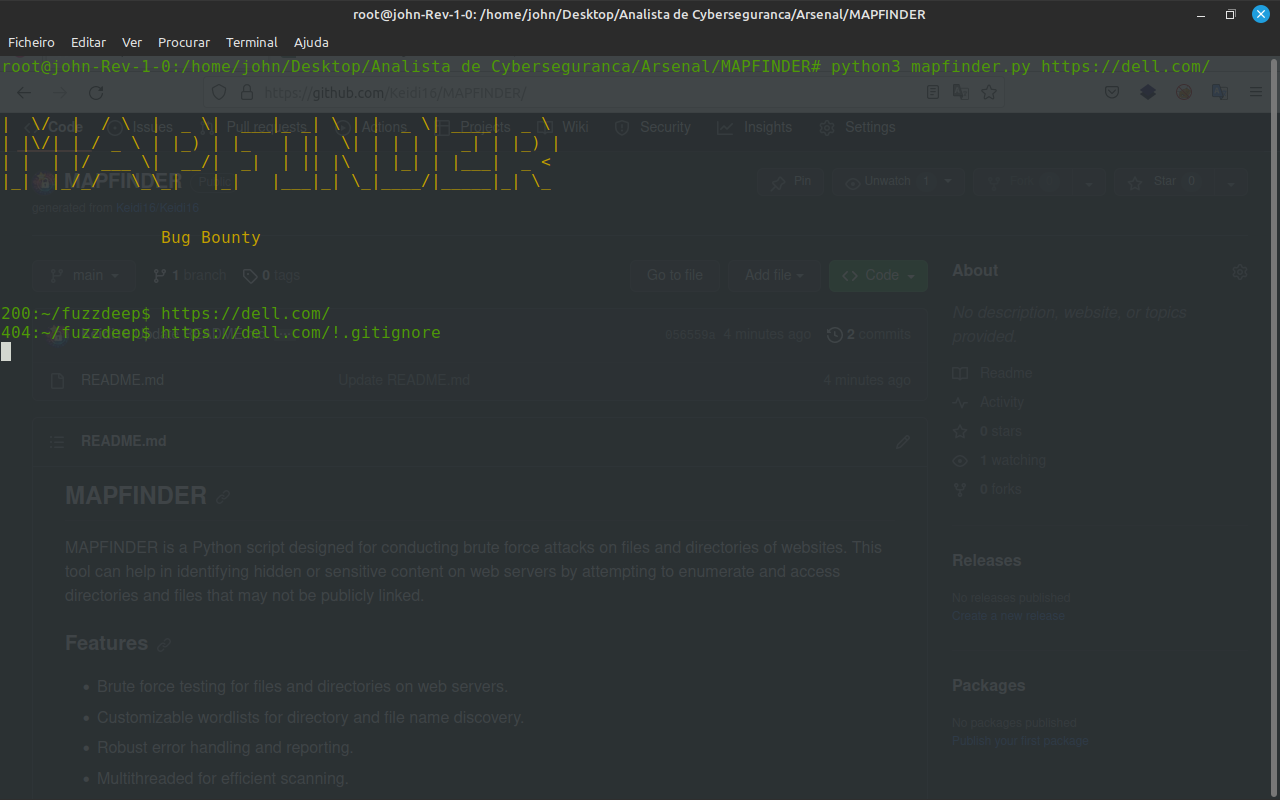 root@john-Rev-1-0: /home/john/Desktop/Analista de Cyberseguranca/Arsenal/MAPFINDER
Ficheiro Editar Ver Procurar Terminal Ajuda
root@john-Rev-1-0:/home/john/Desktop/Analista de Cyberseguranca/Arsenal/MAPFINDER# python3 mapfinder.py https://dell.com/
https://github.com/Keidi16/MAPFINDER/
Code Issues Pull requests Actions Projects Wiki Security Insights Settings
MAPFINDER
MAPFINDER Public Pin Unwatch 1 Star 0
generated from Keidi16/Keidi16
Bug Bounty
main 1 branch 0 tags Go to file Add file Code
About
No description, website, or topics
provided.
200:~/fuzzdeep$ https://dell.com/
404:~/fuzzdeep$ https://dell.com/!.gitignore
4 minutes ago 2 commits
README.md Update README.md 4 minutes ago
Readme
Activity
0 stars
1 watching
0 forks
README.md
MAPFINDER
MAPFINDER is a Python script designed for conducting brute force attacks on files and directories of websites. This
tool can help in identifying hidden or sensitive content on web servers by attempting to enumerate and access
directories and files that may not be publicly linked.
Releases
No releases published
Create a new release
Features
Brute force testing for files and directories on web servers.
Customizable wordlists for directory and file name discovery.
Robust error handling and reporting.
Multithreaded for efficient scanning.
Packages
No packages published
Publish your first package